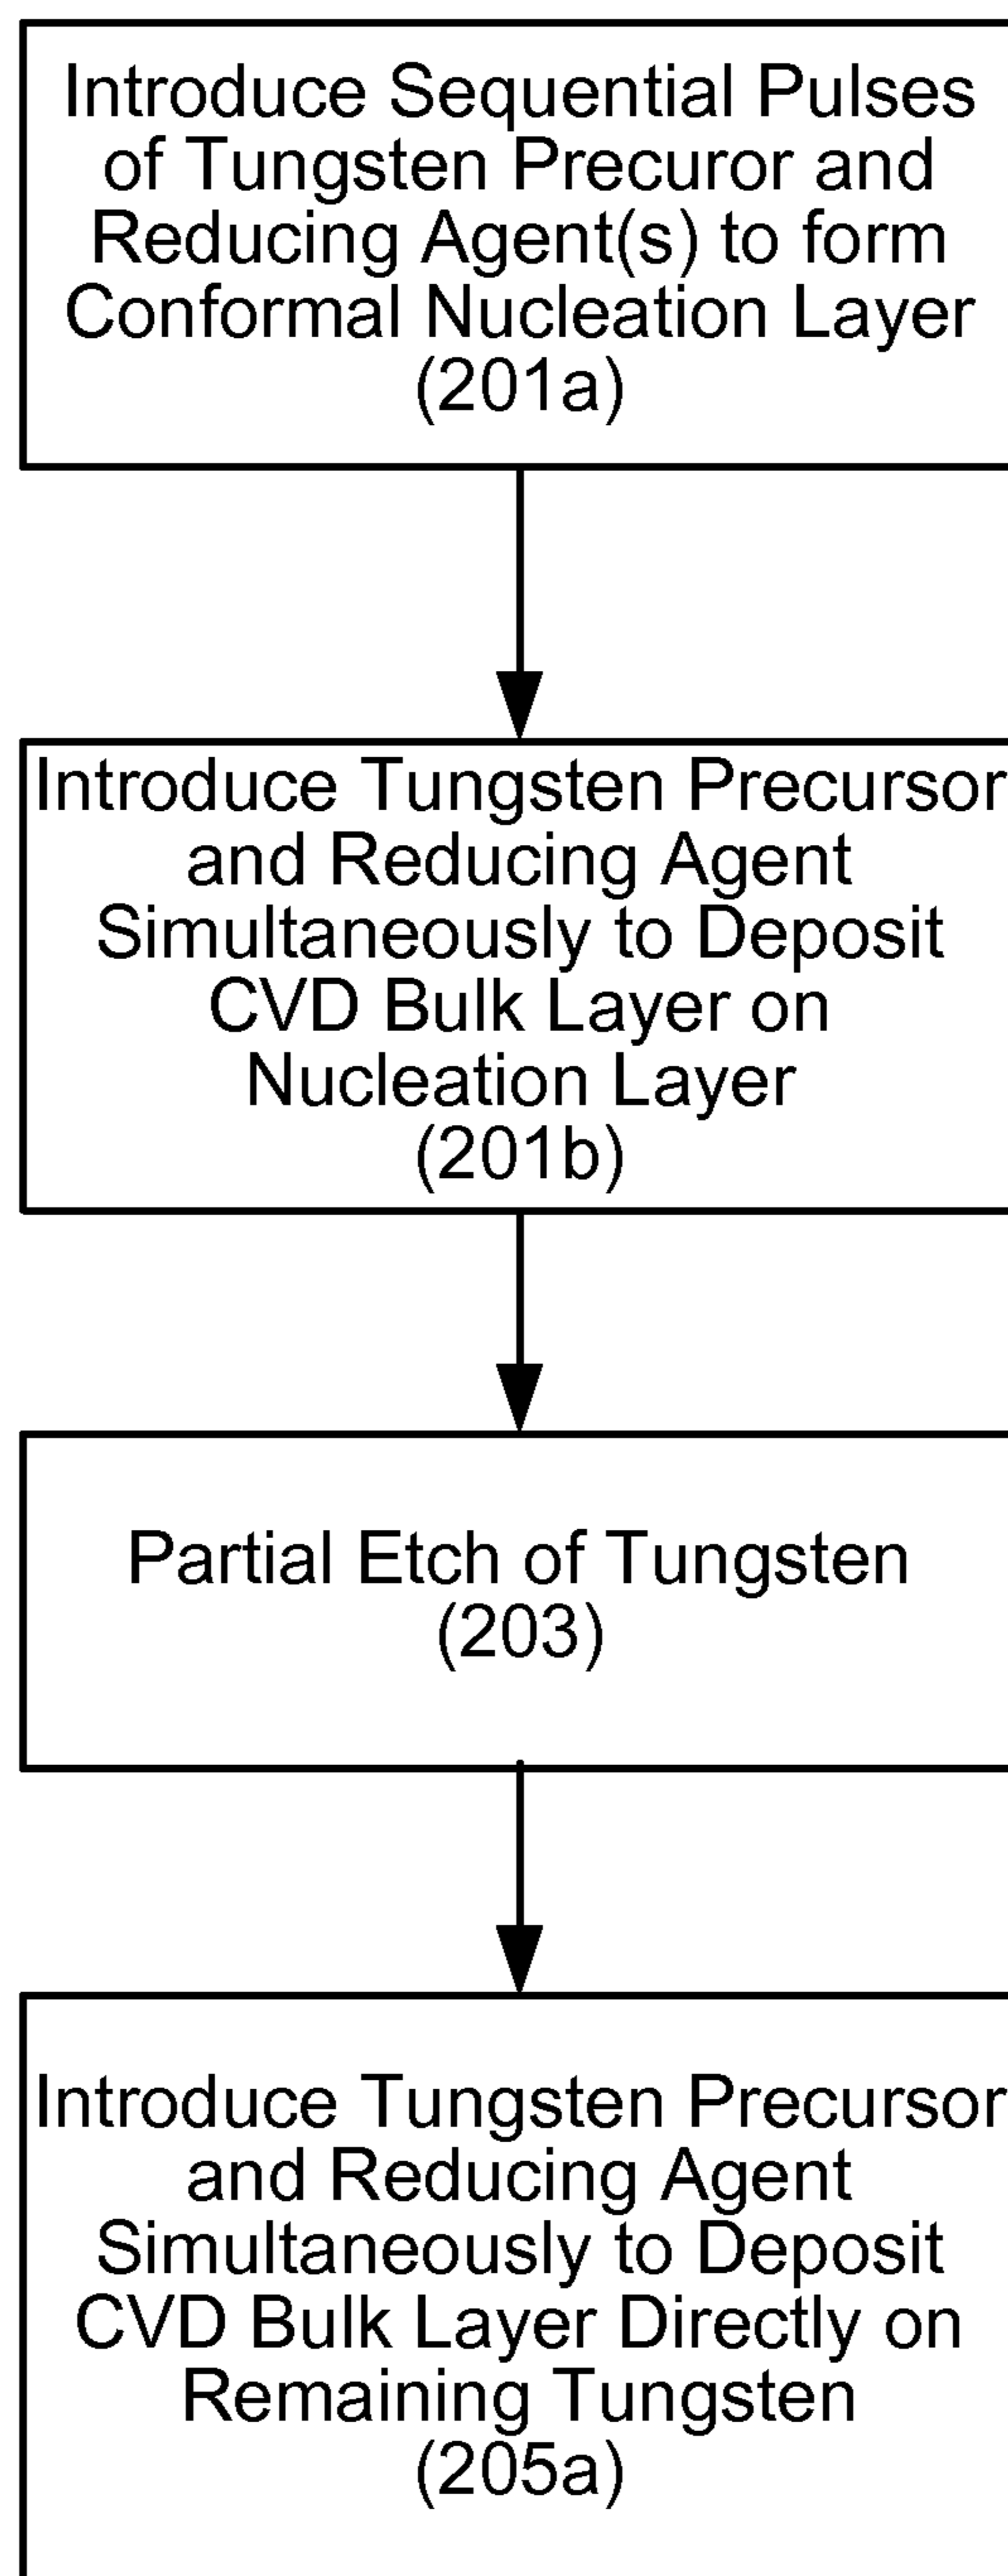 Introduce Sequential Pulses
of Tungsten Precuror and
Reducing Agent(s) to form
Conformal Nucleation Layer
(201a)
Introduce Tungsten Precursor
and Reducing Agent
Simultaneously to Deposit
CVD Bulk Layer on
Nucleation Layer
(201b)
Partial Etch of Tungsten
(203)
Introduce Tungsten Precursor
and Reducing Agent
Simultaneously to Deposit
CVD Bulk Layer Directly on
Remaining Tungsten
(205a)